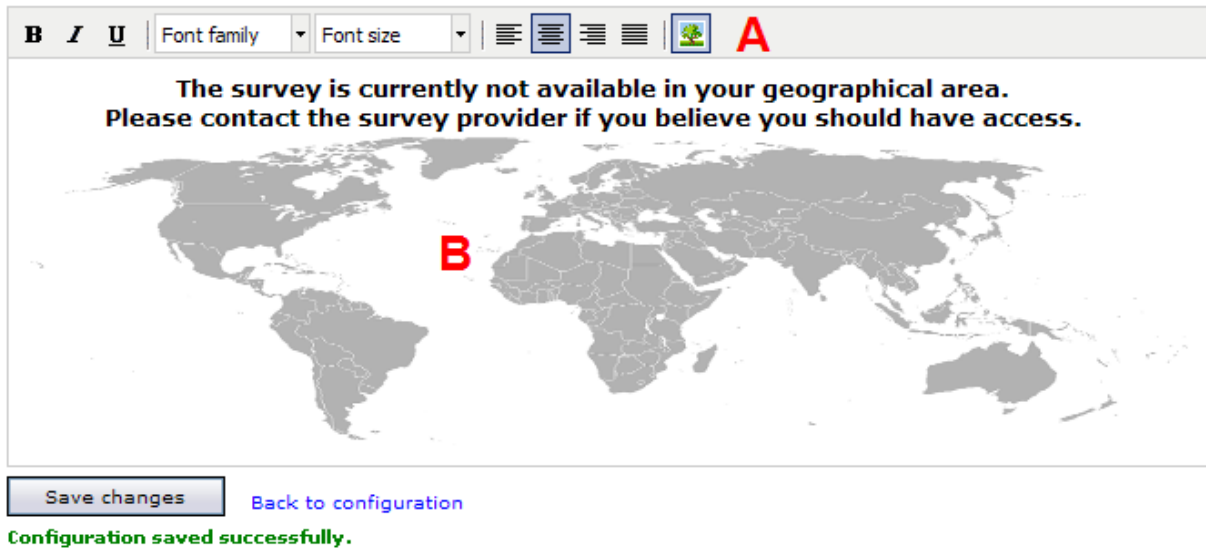 B I U Font family Font size A
The survey is currently not available in your geographical area.
Please contact the survey provider if you believe you should have access.
B
Save changes Back to configuration
Configuration saved successfully.